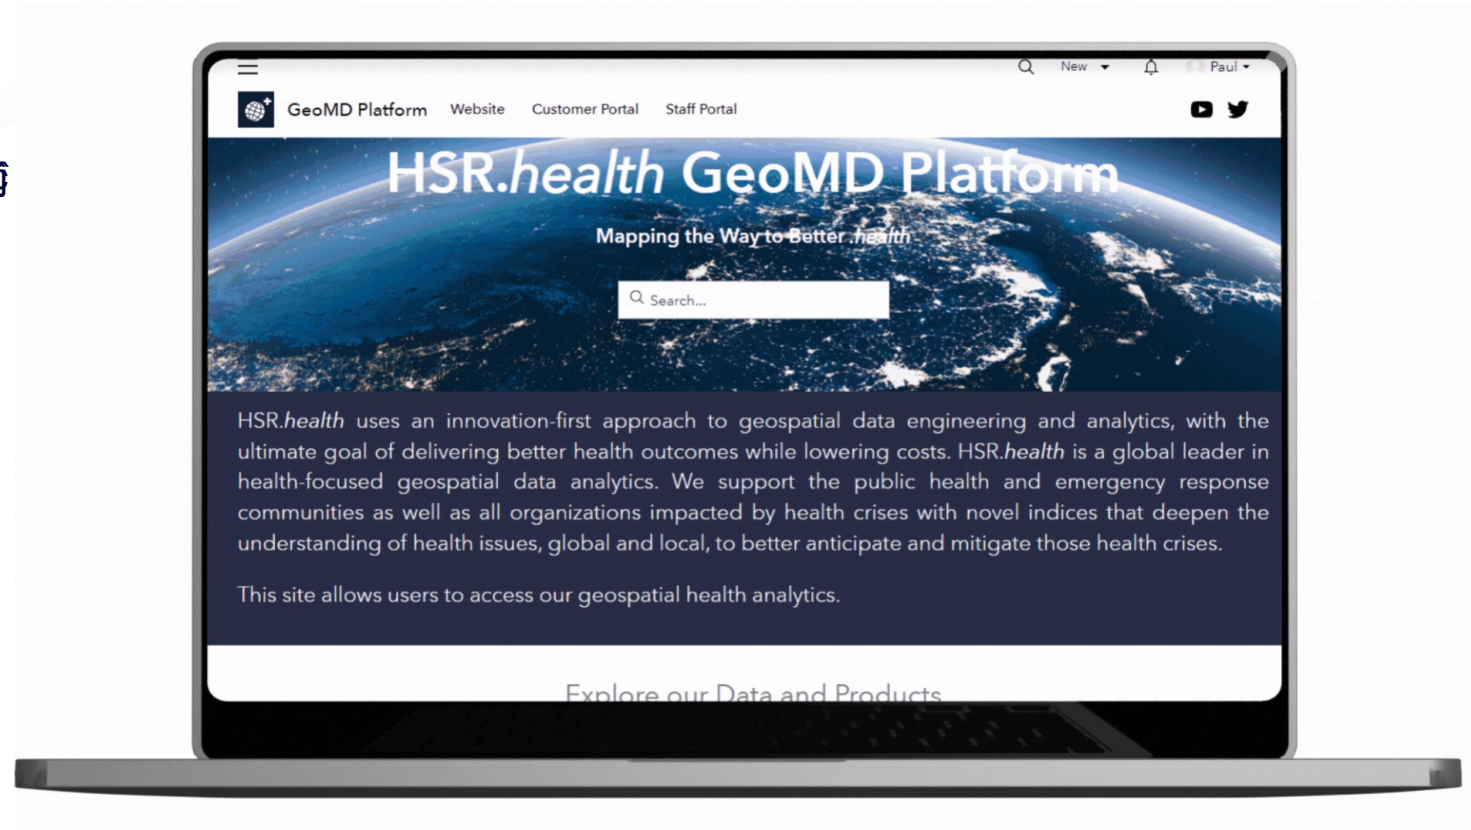 New
Paul
GeoMD Platform Website Customer Portal Staff Portal
HSR.health GeoMD Platform
Mapping the Way to Better .health
Search...
HSR.health uses an innovation-first approach to geospatial data engineering and analytics, with the
ultimate goal of delivering better health outcomes while lowering costs. HSR.health is a global leader in
health-focused geospatial data analytics. We support the public health and emergency response
communities as well as all organizations impacted by health crises with novel indices that deepen the
understanding of health issues, global and local, to better anticipate and mitigate those health crises.
This site allows users to access our geospatial health analytics.
Explore our Data and Products